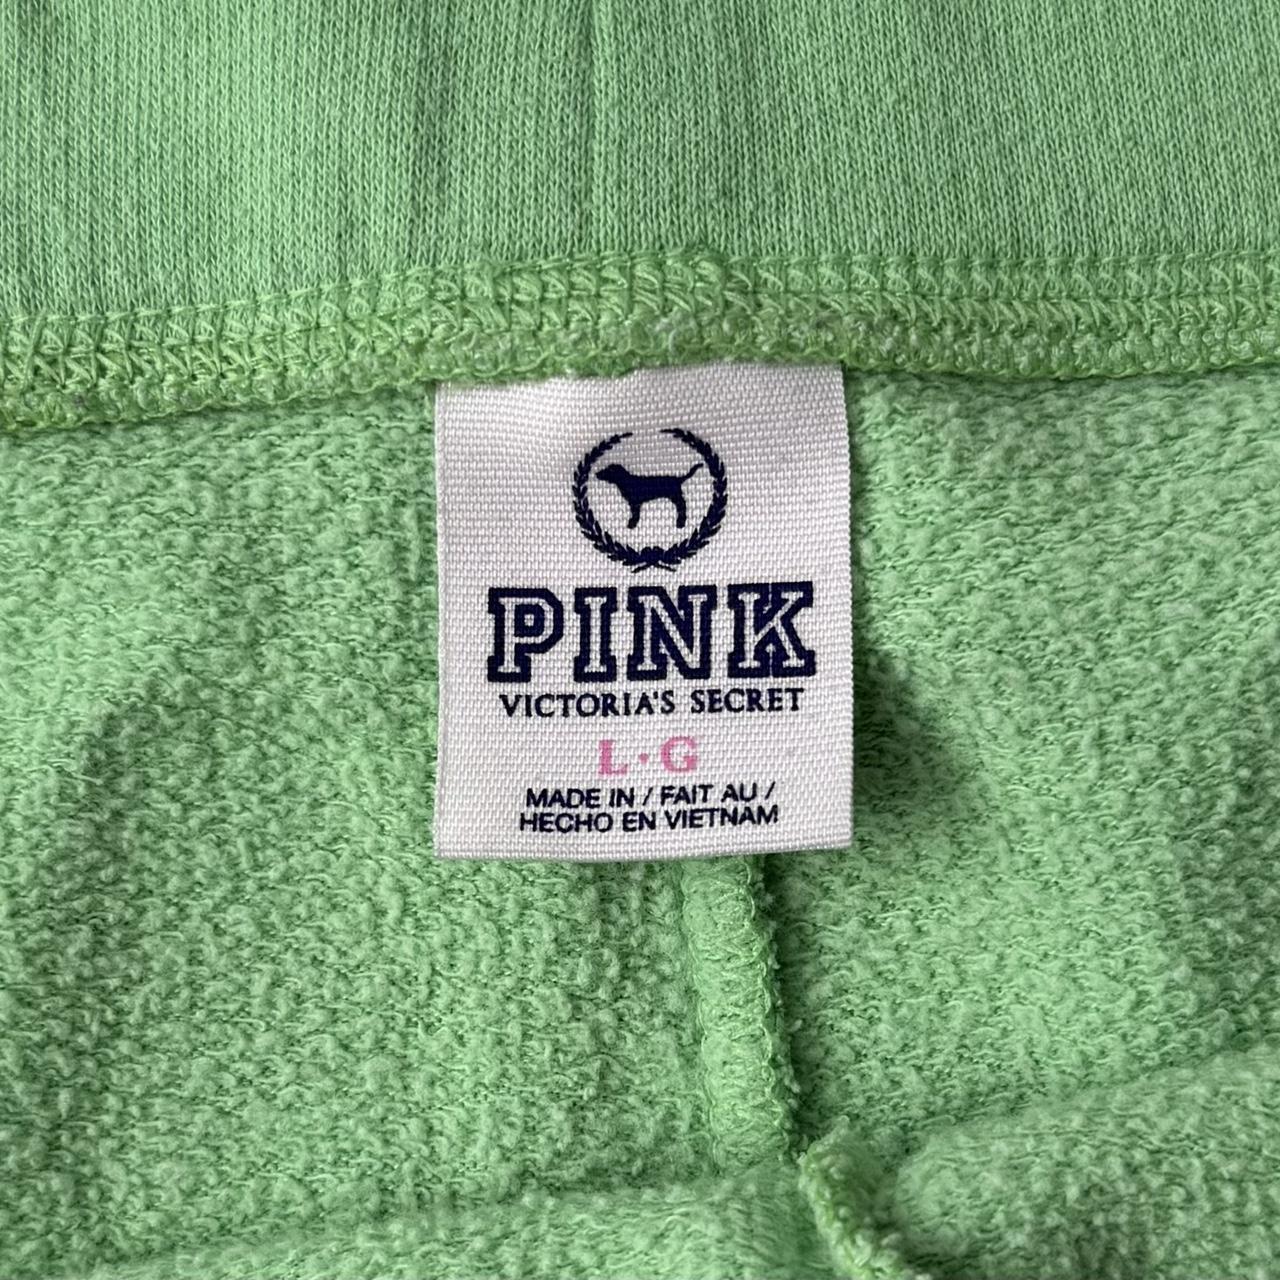 PINK
VICTORIA'S SECRET
L·G
MADE IN / FAIT AU /
HECHO EN VIETNAM